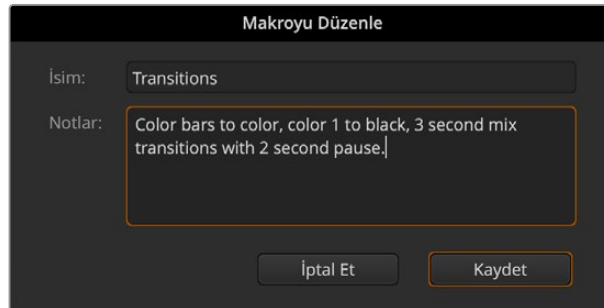 Makroyu Düzenle
İsim:
Transitions
Notlar:
Color bars to color, color 1 to black, 3 second mix
transitions with 2 second pause.
İptal Et
Kaydet